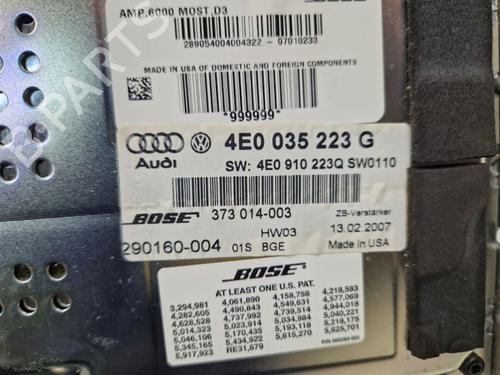 AMP.6000 MOST.D3
289054004004322 -- 07010233
MADE IN USA OF DOMESTIC AND FOREIGN COMPONENTS
*999999*
Audi
4E0 035 223 G
SW: 4E0 910 223Q SW0110
BOSE 373 014-003
ZB-Verstärker
HW03 13.02.2007
290160-004 01S BGE Made in USA
BOSE
AT LEAST ONE U.S. PAT.
3,294,981 4,061,890 4,158,756 4,218,583
4,282,605 4,490,843 4,549,631 4,577,069
4,628,528 4,737,992 4,739,514 4,944,018
5,014,323 5,023,914 5,034,984 5,040,221
5,046,106 5,170,435 5,193,118 5,218,175
5,345,165 5,434,922 5,615,270 5,625,701
5,917,923 RE31,679